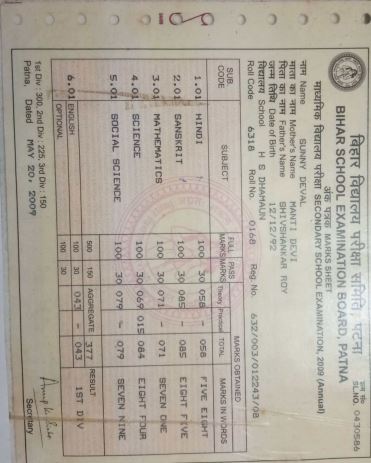 बिहार विद्यालय परीक्षा समिति, पटना
BIHAR SCHOOL EXAMINATION BOARD, PATNA
SL.NO. 0430586
माध्यमिक विद्यालय परीक्षा SECONDARY SCHOOL EXAMINATION, 2009 (Annual)
अंक पत्रक MARKS SHEET
नाम Name SUNNY DEVAL
माता का नाम Mother's Name MANTI DEVI
पिता का नाम Father's Name SHIVSHANKAR ROY
जन्म तिथि Date of Birth 12/12/92
विद्यालय School H S DHAMAUN
Roll Code 6318 Roll No. 0168 Reg No. 632/003/012243/08
SUB CODE SUBJECT FULL MARKS PASS MARKS MARKS OBTAINED Theory Practical TOTAL MARKS IN WORDS
1.01 HINDI 100 30 058 - 058 FIVE EIGHT
2.01 SANSKRIT 100 30 085 - 085 EIGHT FIVE
3.01 MATHEMATICS 100 30 071 - 071 SEVEN ONE
4.01 SCIENCE 100 30 069 015 084 EIGHT FOUR
5.01 SOCIAL SCIENCE 100 30 079 - 079 SEVEN NINE
500 150 AGGREGATE 377 RESULT
6.01 ENGLISH 100 30 043 - 043 1ST DIV
OPTIONAL 100 30
1st Div : 300, 2nd Div : 225, 3rd Div : 150
Patna, Dated MAY 20, 2009
Secretary